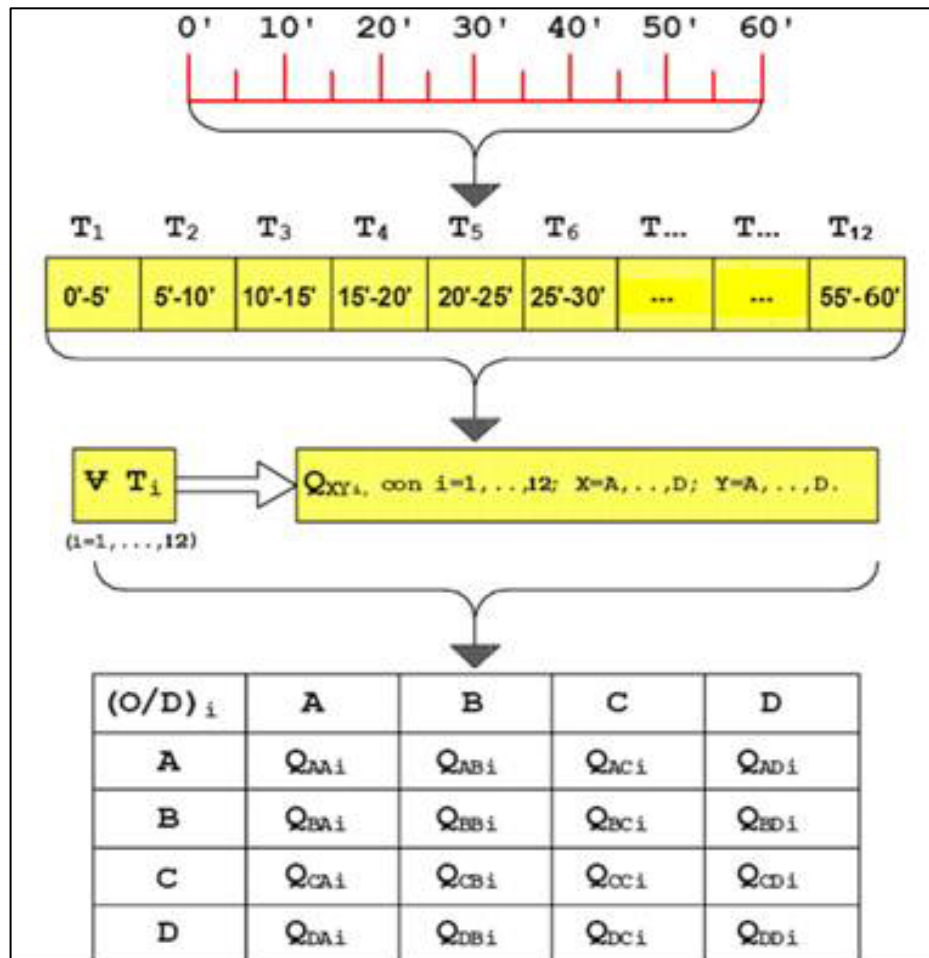 0' 10' 20' 30' 40' 50' 60'
T1 T2 T3 T4 T5 T6 T... T... T12
0'-5' 5'-10' 10'-15' 15'-20' 20'-25' 25'-30' ... ... 55'-60'
∀ Ti QXYi, con i=1,..,12; X=A,..,D; Y=A,..,D.
(i=1,...,12)
(O/D)i A B C D
A QAAi QABi QACi QADi
B QBAi QBBi QBCi QBDi
C QCAi QCBi QCCi QCDi
D QDAi QDBi QDCi QDDi